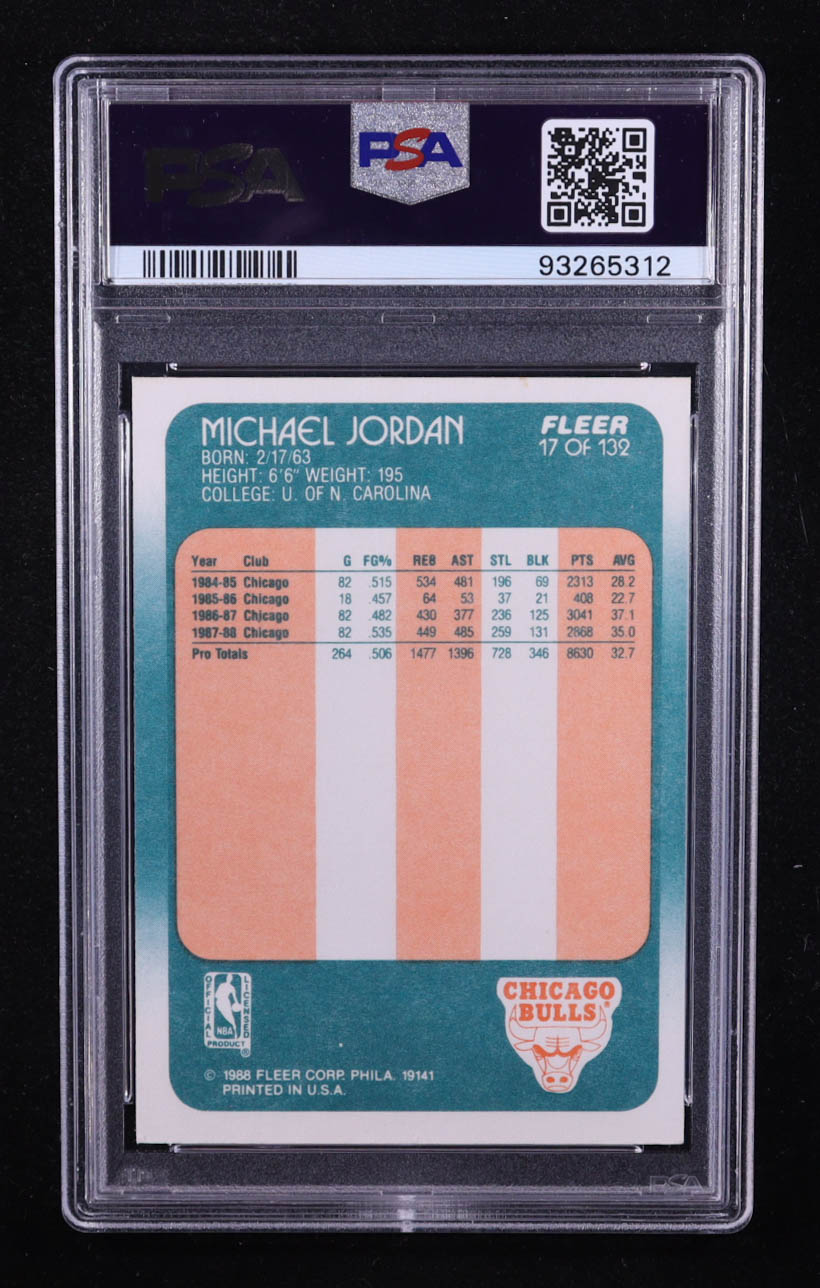 PSA
PSA
93265312
MICHAEL JORDAN
BORN: 2/17/63
HEIGHT: 6'6" WEIGHT: 195
COLLEGE: U. OF N. CAROLINA
FLEER
17 OF 132
Year Club G FG% REB AST STL BLK PTS AVG
1984-85 Chicago 82 .515 534 481 196 69 2313 28.2
1985-86 Chicago 18 .457 64 53 37 21 408 22.7
1986-87 Chicago 82 .482 430 377 236 125 3041 37.1
1987-88 Chicago 82 .535 449 485 259 131 2868 35.0
Pro Totals 264 .506 1477 1396 728 346 8630 32.7
OFFICIAL
LICENSED
NBA
PRODUCT ®
CHICAGO
BULLS ®
© 1988 FLEER CORP. PHILA. 19141
PRINTED IN U.S.A.
PSA